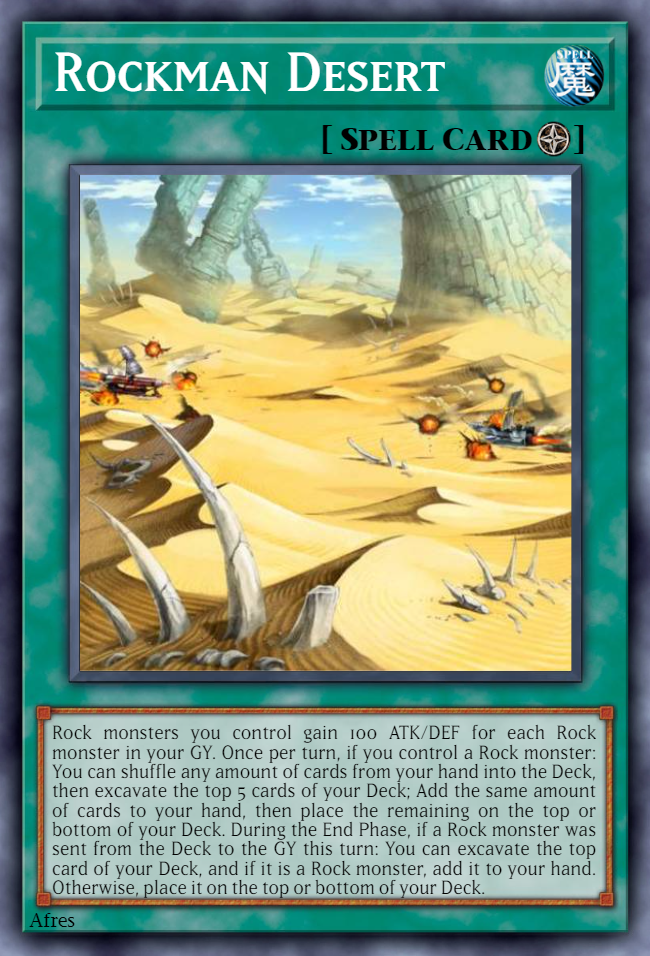 Rockman Desert
SPELL
魔
[ Spell Card ]
Rock monsters you control gain 100 ATK/DEF for each Rock
monster in your GY. Once per turn, if you control a Rock monster:
You can shuffle any amount of cards from your hand into the Deck,
then excavate the top 5 cards of your Deck; Add the same amount
of cards to your hand, then place the remaining on the top or
bottom of your Deck. During the End Phase, if a Rock monster was
sent from the Deck to the GY this turn: You can excavate the top
card of your Deck, and if it is a Rock monster, add it to your hand.
Otherwise, place it on the top or bottom of your Deck.
Afres